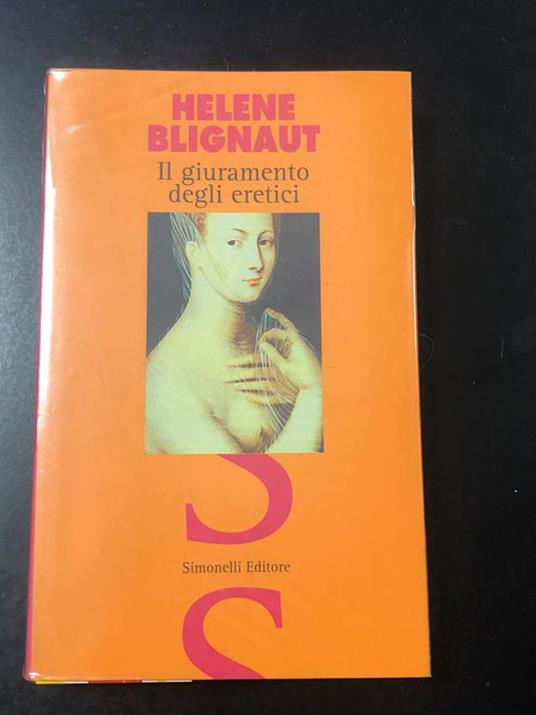 HELENE
BLIGNAUT
Il giuramento
degli eretici
S
Simonelli Editore
S